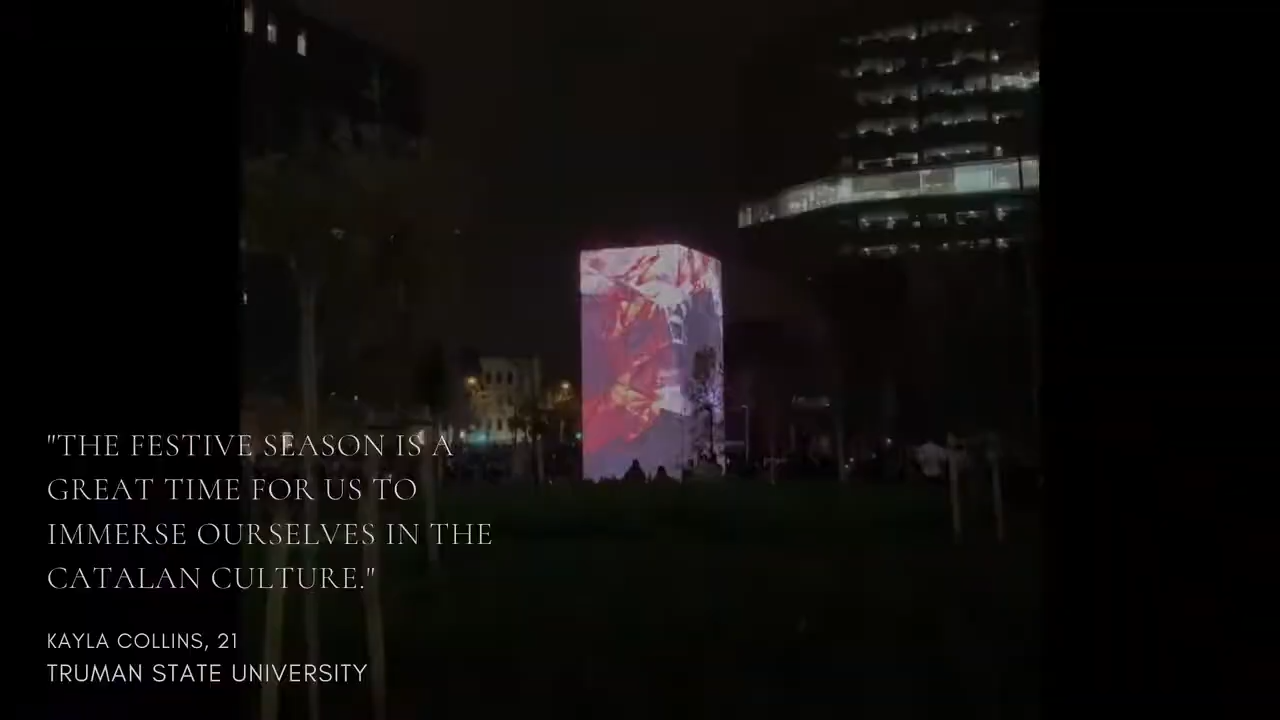 "THE FESTIVE SEASON IS A
GREAT TIME FOR US TO
IMMERSE OURSELVES IN THE
CATALAN CULTURE."
KAYLA COLLINS, 21
TRUMAN STATE UNIVERSITY